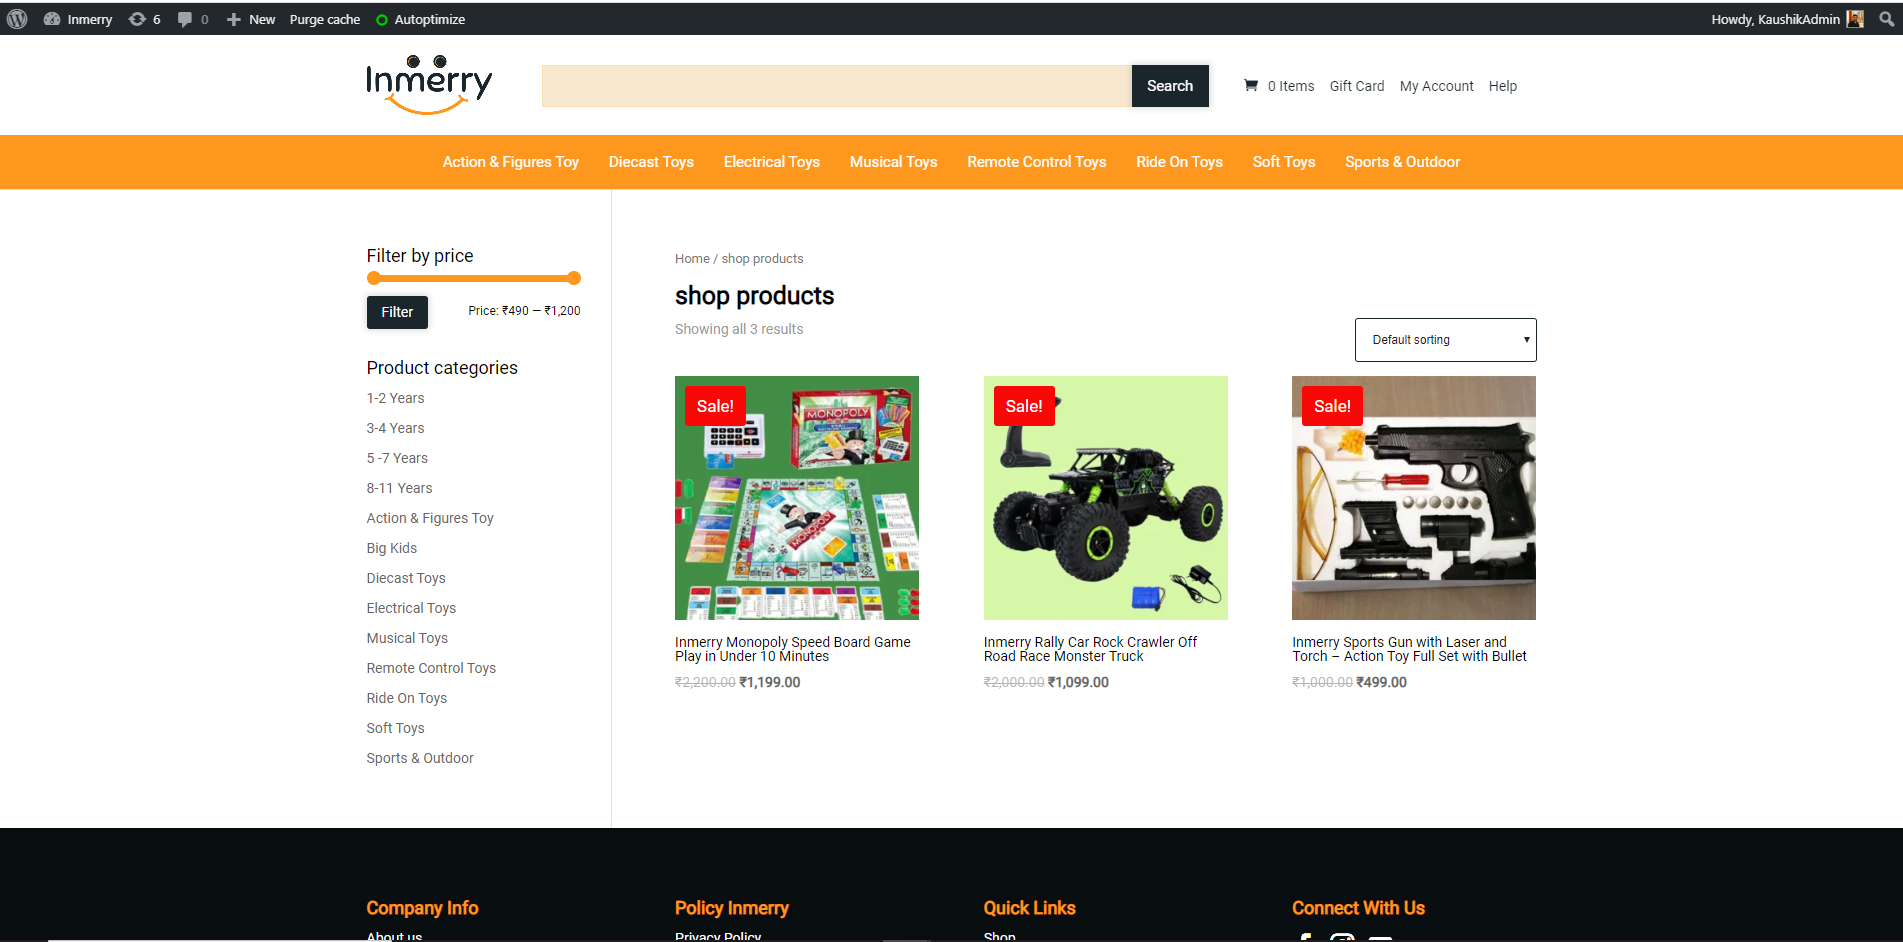 Inmerry 6 0 New Purge cache Autoptimize Howdy, KaushikAdmin
Inmerry
Search
0 Items Gift Card My Account Help
Action & Figures Toy Diecast Toys Electrical Toys Musical Toys Remote Control Toys Ride On Toys Soft Toys Sports & Outdoor
Filter by price
Filter
Price: ₹490 — ₹1,200
Product categories
1-2 Years
3-4 Years
5 -7 Years
8-11 Years
Action & Figures Toy
Big Kids
Diecast Toys
Electrical Toys
Musical Toys
Remote Control Toys
Ride On Toys
Soft Toys
Sports & Outdoor
Home / shop products
shop products
Showing all 3 results
Default sorting
Sale!
MONOPOLY
MONOPOLY
Inmerry Monopoly Speed Board Game
Play in Under 10 Minutes
₹2,200.00 ₹1,199.00
Sale!
Inmerry Rally Car Rock Crawler Off
Road Race Monster Truck
₹2,000.00 ₹1,099.00
Sale!
Inmerry Sports Gun with Laser and
Torch – Action Toy Full Set with Bullet
₹1,000.00 ₹499.00
Company Info
About us
Policy Inmerry
Privacy Policy
Quick Links
Shop
Connect With Us